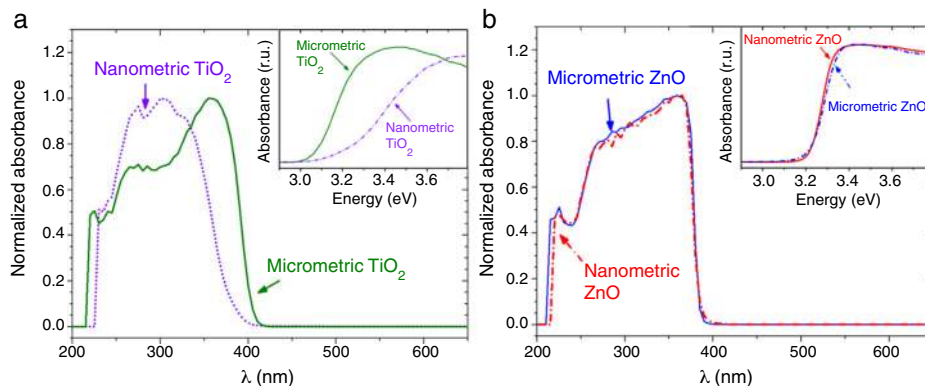 a
Normalized absorbance
1.2
1.0
0.8
0.6
0.4
0.2
0.0
200
300
400
500
600
λ (nm)
Nanometric
TiO2
Micrometric TiO2
Absorbance (r.u.)
Micrometric
TiO2
Nanometric
TiO2
3.0
3.2
3.4
3.6
Energy (eV)
b
Normalized absorbance
1.2
1.0
0.8
0.6
0.4
0.2
0.0
200
300
400
500
600
λ (nm)
Micrometric ZnO
Nanometric
ZnO
Absorbance (r.u.)
Nanometric ZnO
Micrometric ZnO
3.0
3.2
3.4
3.6
Energy (eV)